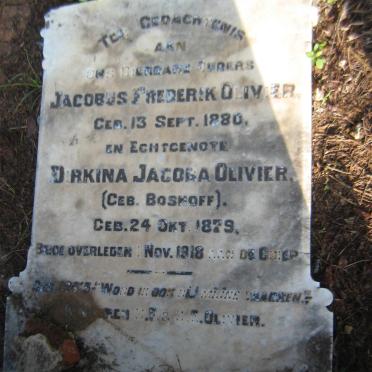 Ter Gedachtenis
aan
ons dierbare ouders
Jacobus Frederik Olivier.
Geb. 13 Sept. 1880.
en Echtgenote
Dirkina Jacoba Olivier.
(Geb. Boshoff).
Geb. 24 Okt. 1879.
Beide overleden Nov. 1918 aan de Griep
Olivier.